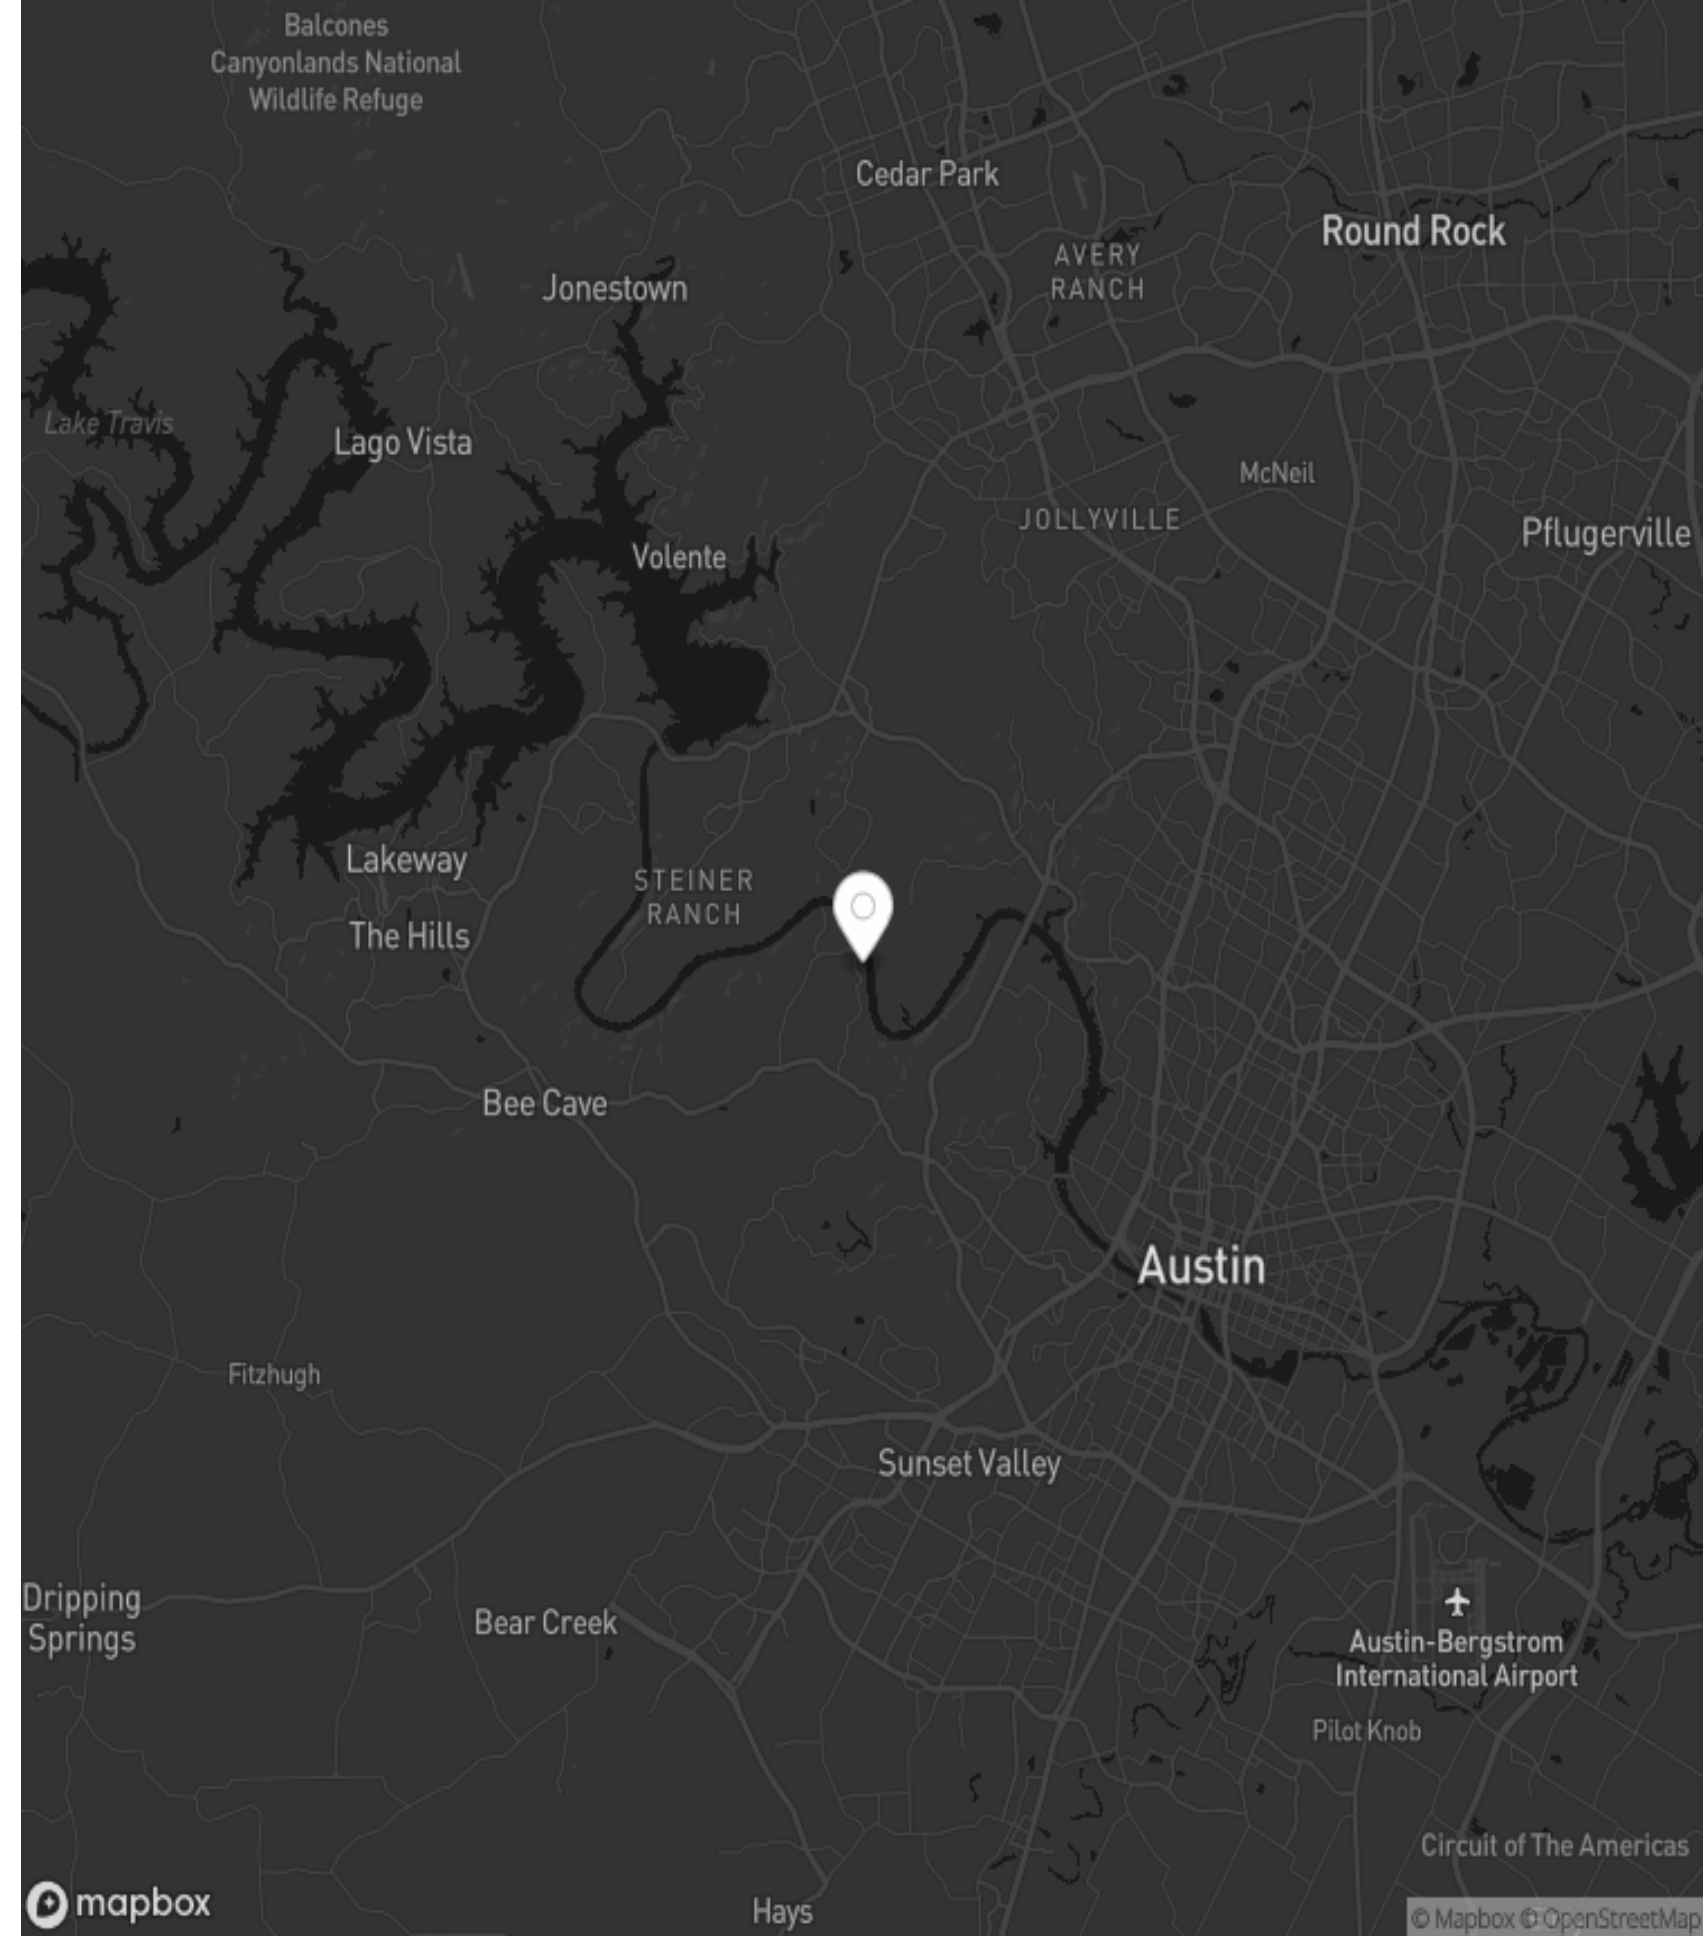 Balcones
Canyonlands National
Wildlife Refuge
Cedar Park
Round Rock
AVERY
RANCH
Jonestown
Lake Travis
Lago Vista
McNeil
JOLLYVILLE
Pflugerville
Volente
Lakeway
STEINER
RANCH
The Hills
Bee Cave
Austin
Fitzhugh
Sunset Valley
Dripping
Springs
Bear Creek
Austin-Bergstrom
International Airport
Pilot Knob
Circuit of The Americas
mapbox
Hays
© Mapbox © OpenStreetMap